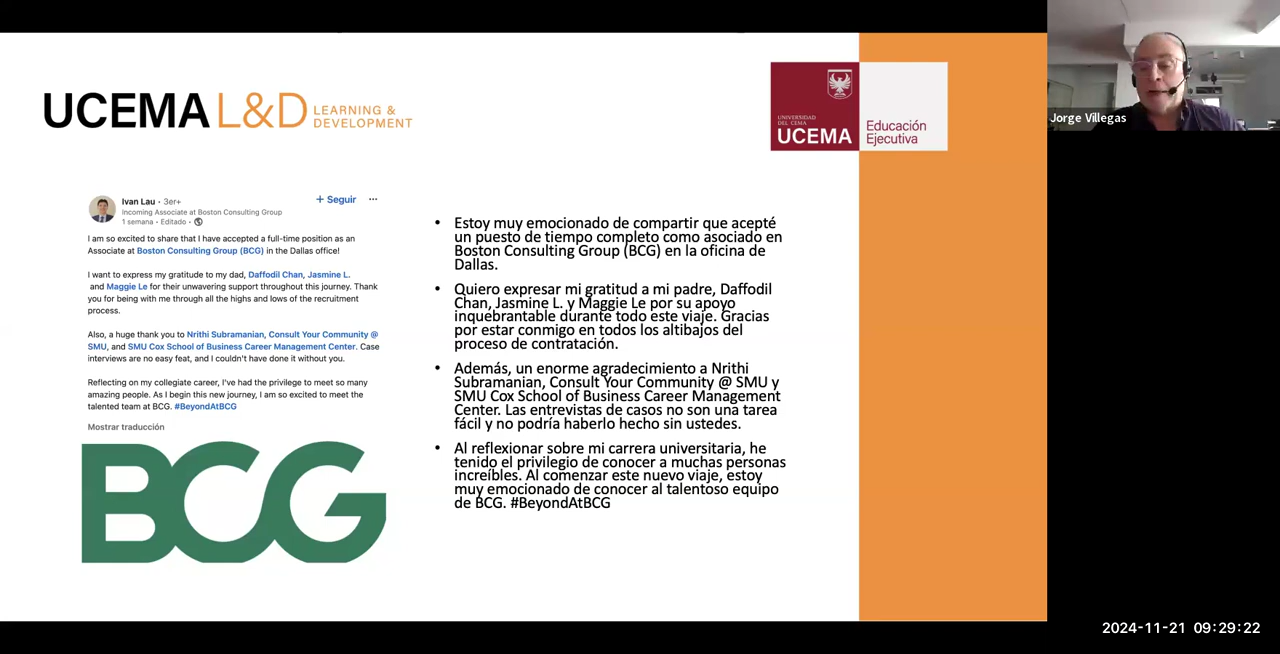 UCEMA L&D LEARNING &
DEVELOPMENT
UNIVERSIDAD
DEL CEMA
UCEMA
Educación
Ejecutiva
Jorge Villegas
Ivan Lau • 3er+
+ Seguir ···
Incoming Associate at Boston Consulting Group
1 semana • Editado •
I am so excited to share that I have accepted a full-time position as an
Associate at Boston Consulting Group (BCG) in the Dallas office!
I want to express my gratitude to my dad, Daffodil Chan, Jasmine L.
and Maggie Le for their unwavering support throughout this journey. Thank
you for being with me through all the highs and lows of the recruitment
process.
Also, a huge thank you to Nrithi Subramanian, Consult Your Community @
SMU, and SMU Cox School of Business Career Management Center. Case
interviews are no easy feat, and I couldn't have done it without you.
Reflecting on my collegiate career, I've had the privilege to meet so many
amazing people. As I begin this new journey, I am so excited to meet the
talented team at BCG. #BeyondAtBCG
Mostrar traducción
BCG
• Estoy muy emocionado de compartir que acepté
un puesto de tiempo completo como asociado en
Boston Consulting Group (BCG) en la oficina de
Dallas.
• Quiero expresar mi gratitud a mi padre, Daffodil
Chan, Jasmine L. y Maggie Le por su apoyo
inquebrantable durante todo este viaje. Gracias
por estar conmigo en todos los altibajos del
proceso de contratación.
• Además, un enorme agradecimiento a Nrithi
Subramanian, Consult Your Community @ SMU y
SMU Cox School of Business Career Management
Center. Las entrevistas de casos no son una tarea
fácil y no podría haberlo hecho sin ustedes.
• Al reflexionar sobre mi carrera universitaria, he
tenido el privilegio de conocer a muchas personas
increíbles. Al comenzar este nuevo viaje, estoy
muy emocionado de conocer al talentoso equipo
de BCG. #BeyondAtBCG
2024-11-21 09:29:22